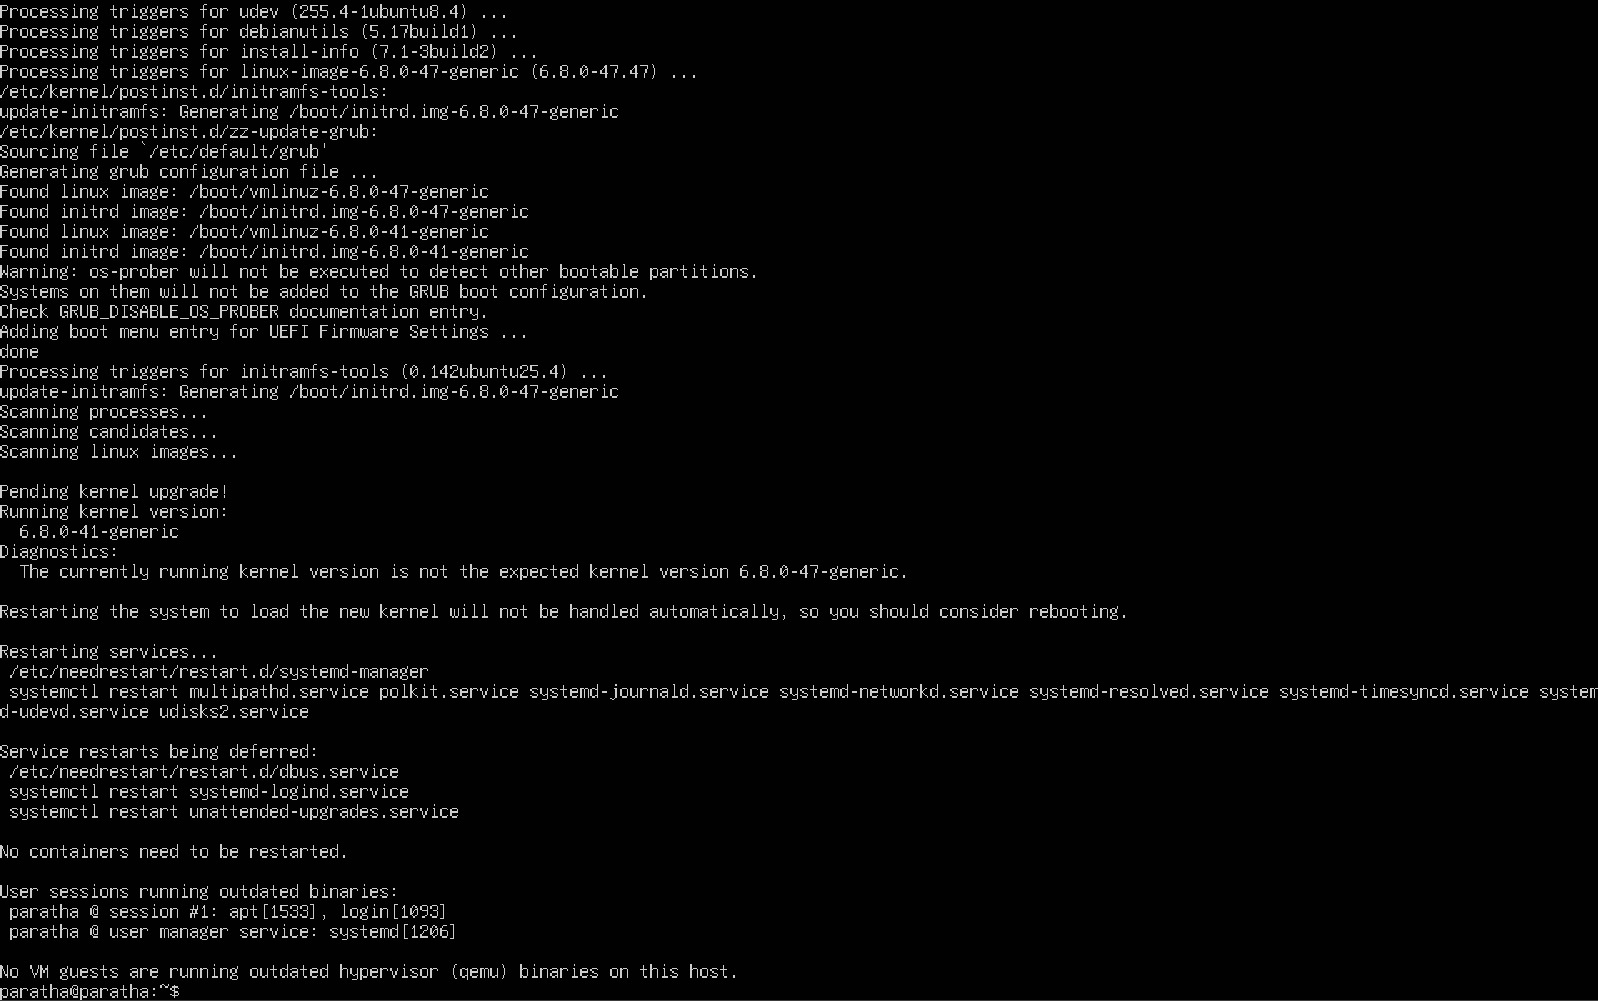 Processing triggers for udev (255.4-1ubuntu8.4) ...
Processing triggers for debianutils (5.17build1) ...
Processing triggers for install-info (7.1-3build2) ...
Processing triggers for linux-image-6.8.0-47-generic (6.8.0-47.47) ...
/etc/kernel/postinst.d/initramfs-tools:
update-initramfs: Generating /boot/initrd.img-6.8.0-47-generic
/etc/kernel/postinst.d/zz-update-grub:
Sourcing file `/etc/default/grub'
Generating grub configuration file ...
Found linux image: /boot/vmlinuz-6.8.0-47-generic
Found initrd image: /boot/initrd.img-6.8.0-47-generic
Found linux image: /boot/vmlinuz-6.8.0-41-generic
Found initrd image: /boot/initrd.img-6.8.0-41-generic
Warning: os-prober will not be executed to detect other bootable partitions.
Systems on them will not be added to the GRUB boot configuration.
Check GRUB_DISABLE_OS_PROBER documentation entry.
Adding boot menu entry for UEFI Firmware Settings ...
done
Processing triggers for initramfs-tools (0.142ubuntu25.4) ...
update-initramfs: Generating /boot/initrd.img-6.8.0-47-generic
Scanning processes...
Scanning candidates...
Scanning linux images...

Pending kernel upgrade!
Running kernel version:
  6.8.0-41-generic
Diagnostics:
  The currently running kernel version is not the expected kernel version 6.8.0-47-generic.

Restarting the system to load the new kernel will not be handled automatically, so you should consider rebooting.

Restarting services...
 /etc/needrestart/restart.d/systemd-manager
 systemctl restart multipathd.service polkit.service systemd-journald.service systemd-networkd.service systemd-resolved.service systemd-timesyncd.service system
d-udevd.service udisks2.service

Service restarts being deferred:
 /etc/needrestart/restart.d/dbus.service
 systemctl restart systemd-logind.service
 systemctl restart unattended-upgrades.service

No containers need to be restarted.

User sessions running outdated binaries:
 paratha @ session #1: apt[1533], login[1093]
 paratha @ user manager service: systemd[1206]

No VM guests are running outdated hypervisor (qemu) binaries on this host.
paratha@paratha:~$